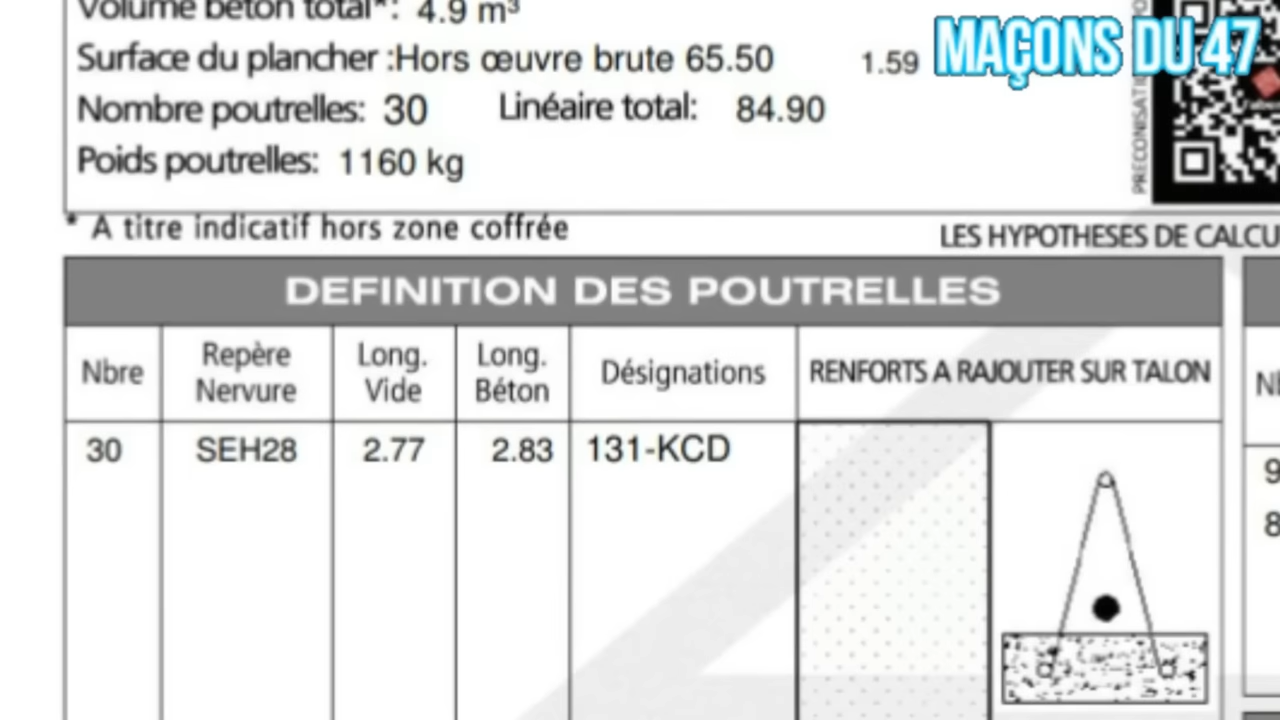 Volume béton total*: 4.9 m³
Surface du plancher :Hors œuvre brute 65.50 1.59
MAÇONS DU 47
Nombre poutrelles: 30 Linéaire total: 84.90
Poids poutrelles: 1160 kg
* A titre indicatif hors zone coffrée
LES HYPOTHESES DE CALCU
DEFINITION DES POUTRELLES
Nbre Repère Nervure Long. Vide Long. Béton Désignations RENFORTS A RAJOUTER SUR TALON
30 SEH28 2.77 2.83 131-KCD
9
8